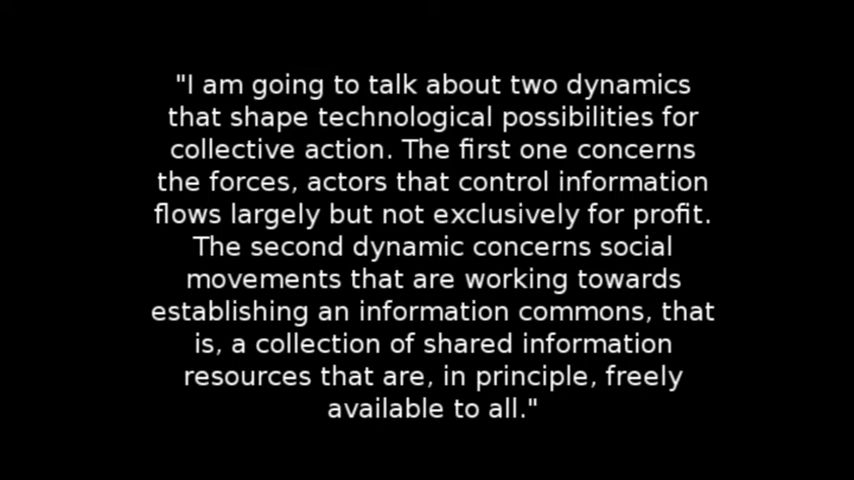 "I am going to talk about two dynamics
that shape technological possibilities for
collective action. The first one concerns
the forces, actors that control information
flows largely but not exclusively for profit.
The second dynamic concerns social
movements that are working towards
establishing an information commons, that
is, a collection of shared information
resources that are, in principle, freely
available to all."